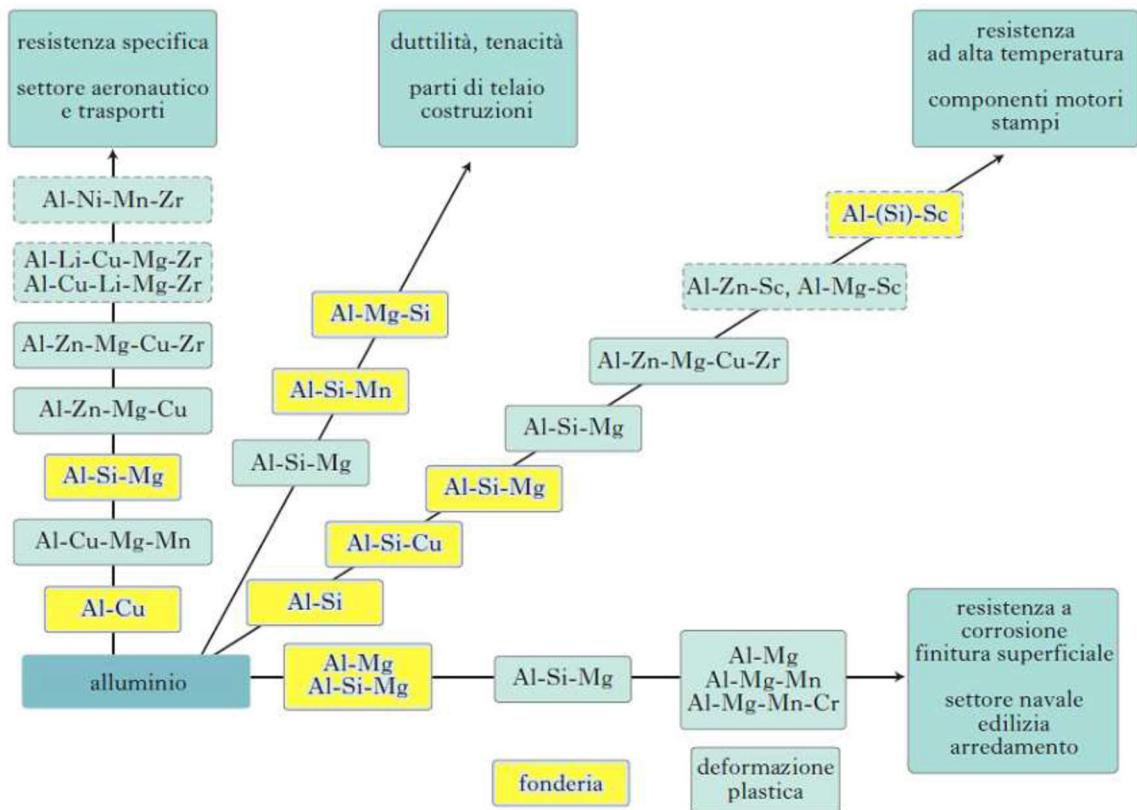 resistenza specifica
settore aeronautico
e trasporti
duttilità, tenacità
parti di telaio
costruzioni
resistenza
ad alta temperatura
componenti motori
stampi
Al-Ni-Mn-Zr
Al-Li-Cu-Mg-Zr
Al-Cu-Li-Mg-Zr
Al-Zn-Mg-Cu-Zr
Al-Zn-Mg-Cu
Al-Si-Mg
Al-Cu-Mg-Mn
Al-Cu
Al-Mg-Si
Al-Si-Mn
Al-Si-Mg
Al-(Si)-Sc
Al-Zn-Sc, Al-Mg-Sc
Al-Zn-Mg-Cu-Zr
Al-Si-Mg
Al-Si-Mg
Al-Si-Cu
Al-Si
alluminio
Al-Mg
Al-Si-Mg
Al-Si-Mg
Al-Mg
Al-Mg-Mn
Al-Mg-Mn-Cr
resistenza a
corrosione
finitura superficiale
settore navale
edilizia
arredamento
fonderia
deformazione
plastica